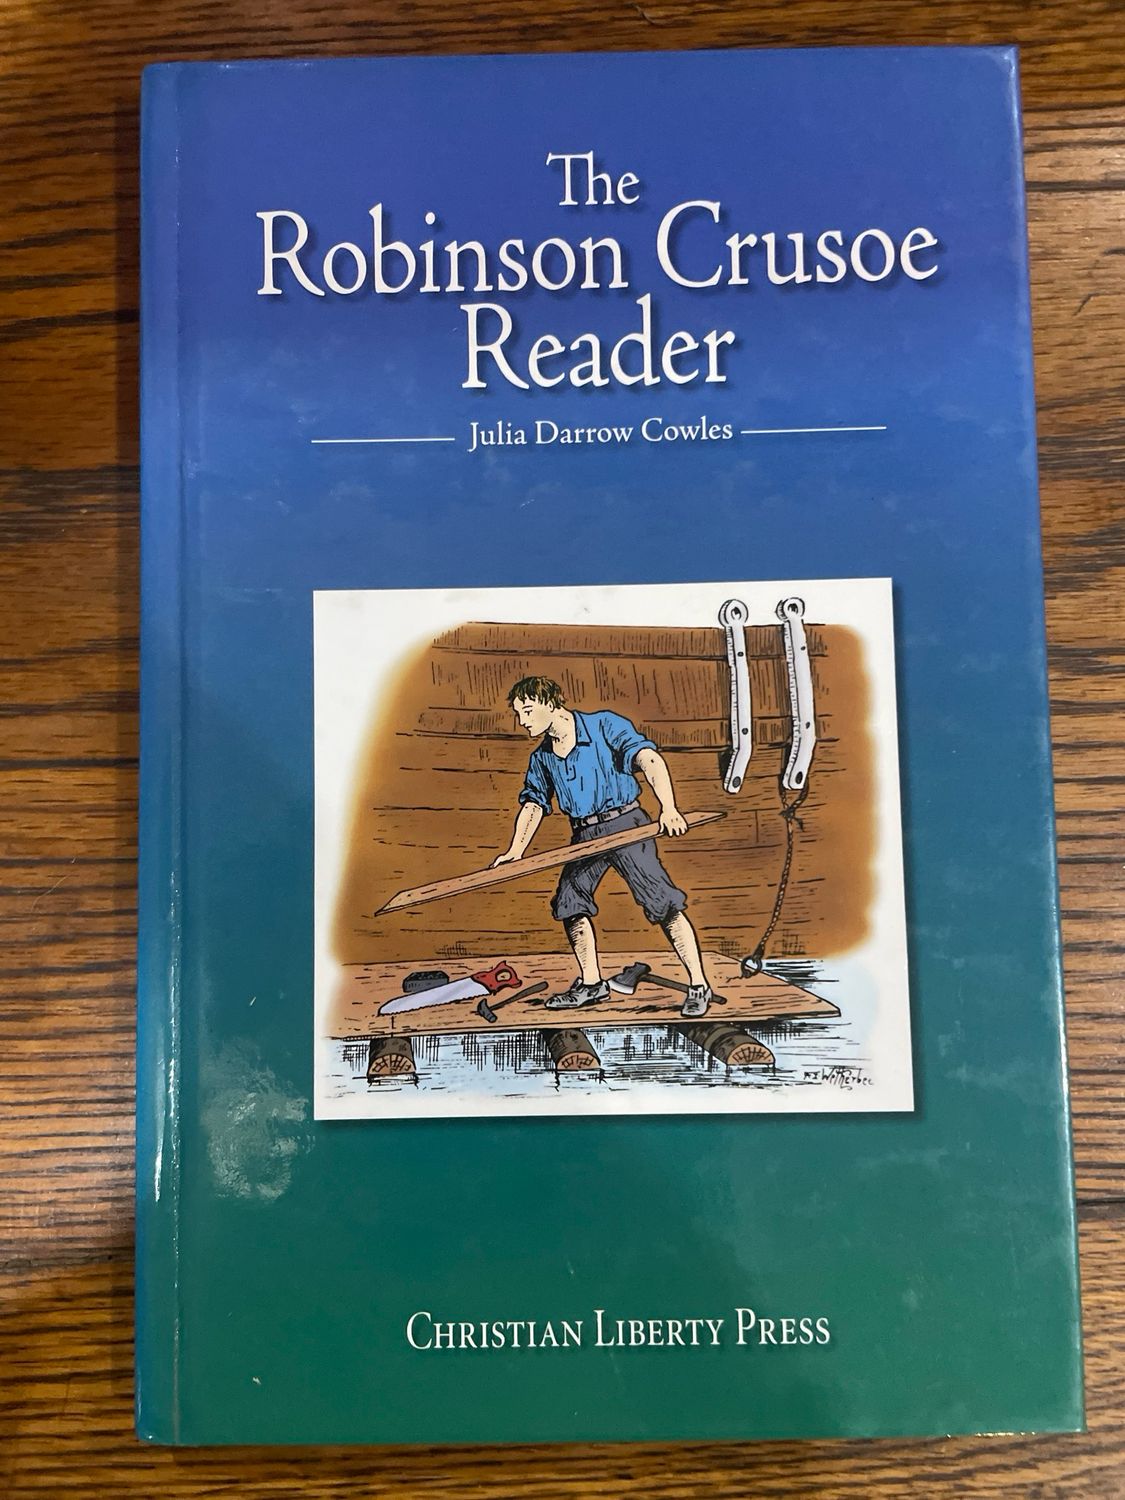 The
Robinson Crusoe
Reader
Julia Darrow Cowles
Christian Liberty Press